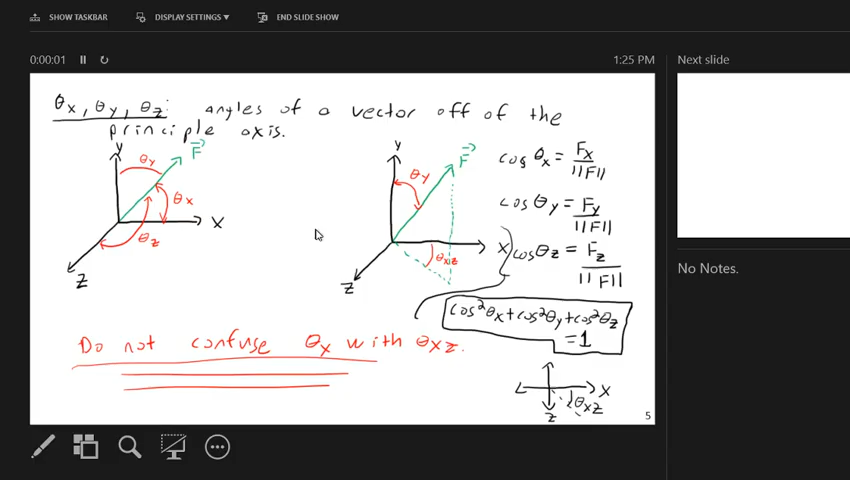 SHOW TASKBAR
DISPLAY SETTINGS ▾
END SLIDE SHOW
0:00:01
1:25 PM
Next slide
θx, θy, θz: angles of a vector off of the
principle axis.
y
θy
F
θx
X
θz
Z
y
θy
F
X
θxz
Z
cos θx = Fx / ||F||
cos θy = Fy / ||F||
cos θz = Fz / ||F||
cos²θx + cos²θy + cos²θz
= 1
Do not confuse θx with θxz.
X
θxz
Z
5
No Notes.